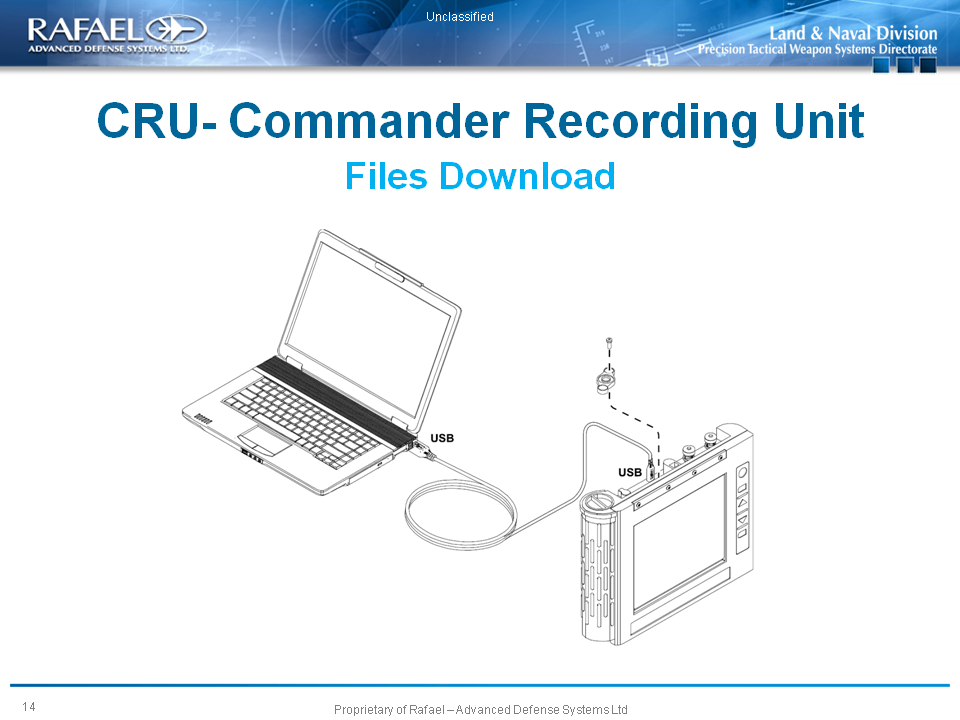 Unclassified
RAFAEL
ADVANCED DEFENSE SYSTEMS LTD.
Land & Naval Division
Precision Tactical Weapon Systems Directorate
CRU- Commander Recording Unit
Files Download
USB
USB
14
Proprietary of Rafael – Advanced Defense Systems Ltd